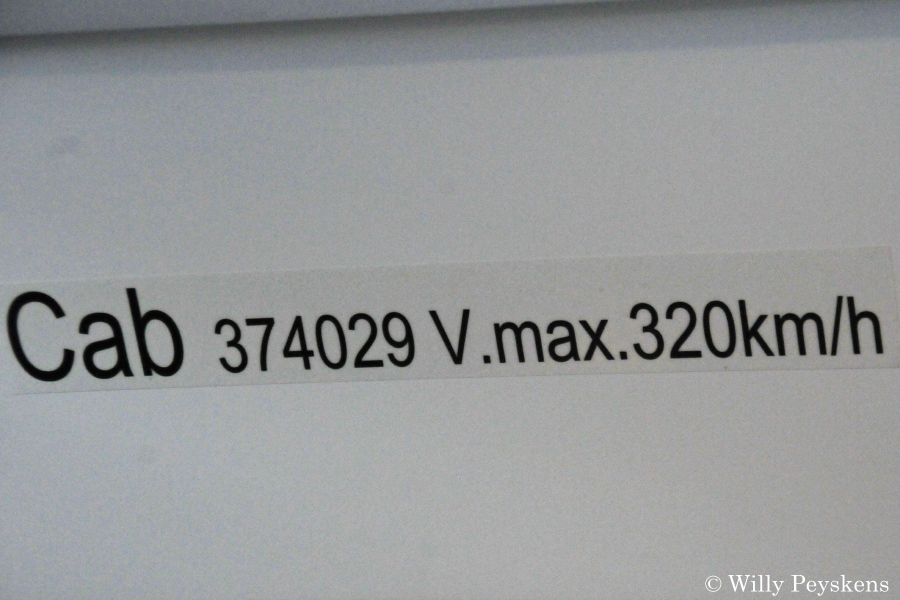 Cab 374029 V.max.320km/h
© Willy Peyskens